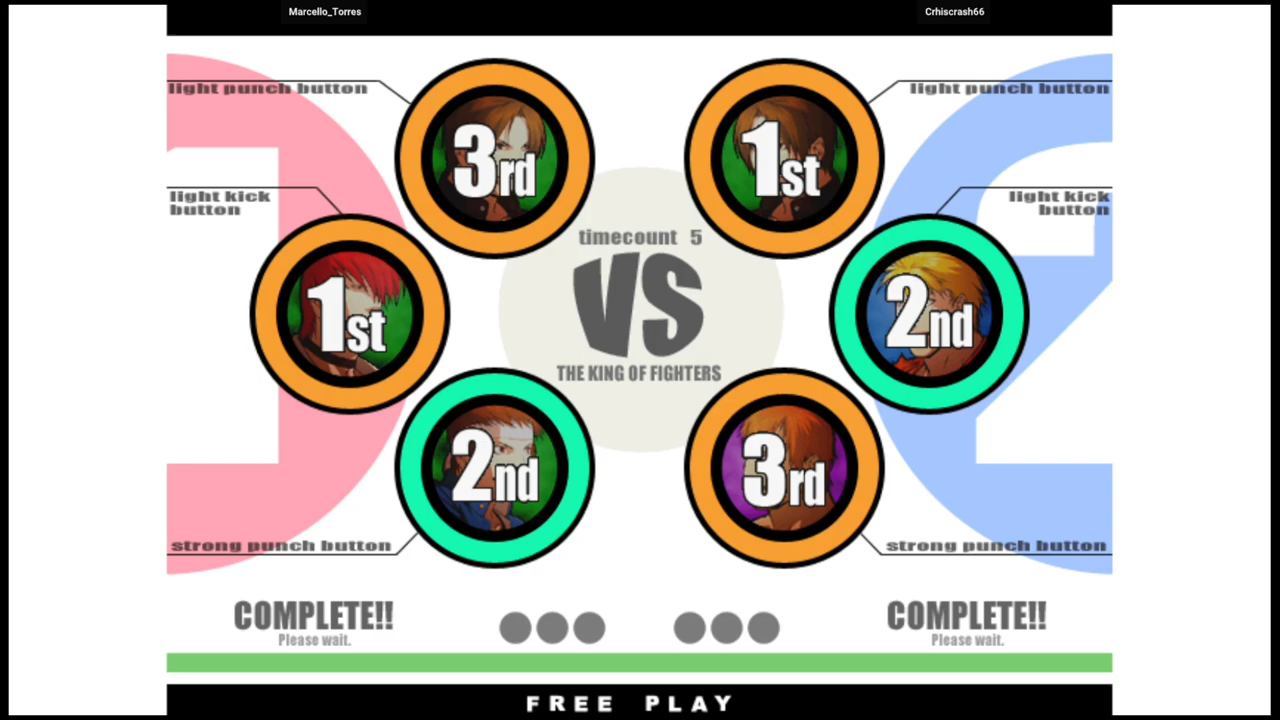 Marcello_Torres
Crhiscrash66
light punch button
3rd
1st
light punch button
light kick
button
light kick
button
timecount 5
1st
VS
2nd
THE KING OF FIGHTERS
2nd
3rd
strong punch button
strong punch button
COMPLETE!!
Please wait.
COMPLETE!!
Please wait.
FREE PLAY